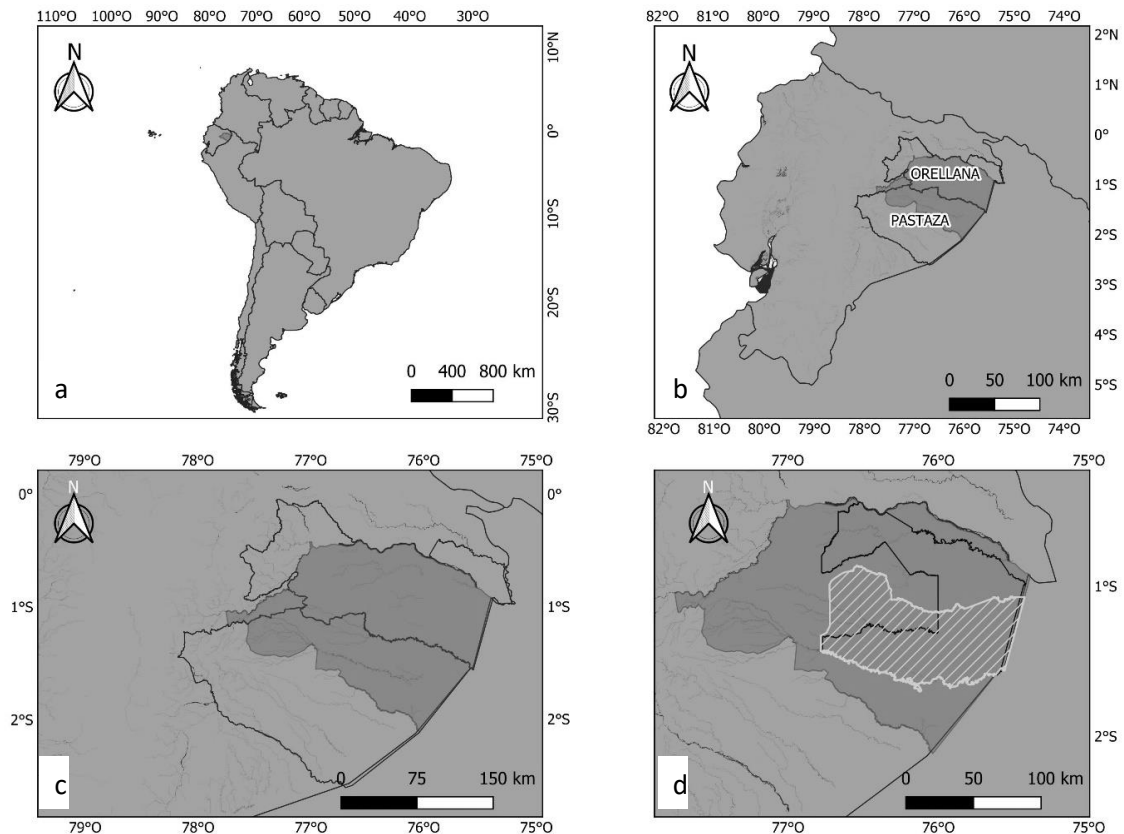 110°O 100°O 90°O 80°O 70°O 60°O 50°O 40°O 30°O
N
10°N
0°
10°S
20°S
30°S
0 400 800 km
a
82°O 81°O 80°O 79°O 78°O 77°O 76°O 75°O 74°O
N
2°N
1°N
0°
1°S
2°S
3°S
4°S
5°S
ORELLANA
PASTAZA
0 50 100 km
b
82°O 81°O 80°O 79°O 78°O 77°O 76°O 75°O 74°O
79°O 78°O 77°O 76°O 75°O
N
0° 0°
1°S 1°S
2°S 2°S
0 75 150 km
c
79°O 78°O 77°O 76°O 75°O
77°O 76°O 75°O
N
1°S
2°S
0 50 100 km
d
77°O 76°O 75°O